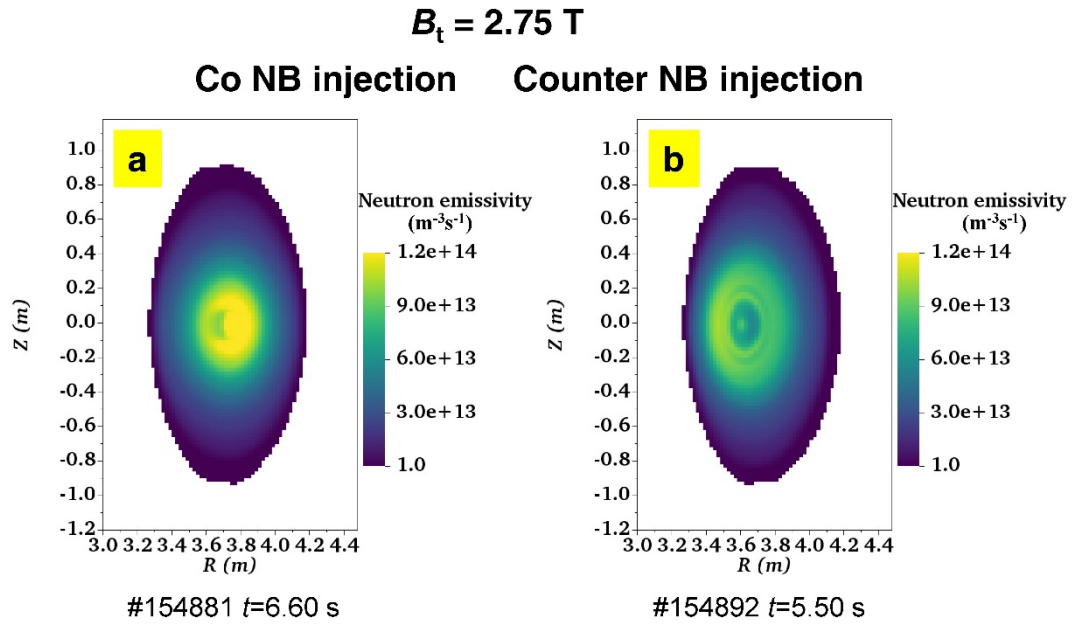 Bt = 2.75 T
Co NB injection
Counter NB injection
a
1.0
0.8
0.6
0.4
0.2
0.0
-0.2
-0.4
-0.6
-0.8
-1.0
-1.2
Z (m)
3.0 3.2 3.4 3.6 3.8 4.0 4.2 4.4
R (m)
Neutron emissivity
(m⁻³s⁻¹)
1.2e+14
9.0e+13
6.0e+13
3.0e+13
1.0
#154881 t=6.60 s
b
1.0
0.8
0.6
0.4
0.2
0.0
-0.2
-0.4
-0.6
-0.8
-1.0
-1.2
Z (m)
3.0 3.2 3.4 3.6 3.8 4.0 4.2 4.4
R (m)
Neutron emissivity
(m⁻³s⁻¹)
1.2e+14
9.0e+13
6.0e+13
3.0e+13
1.0
#154892 t=5.50 s